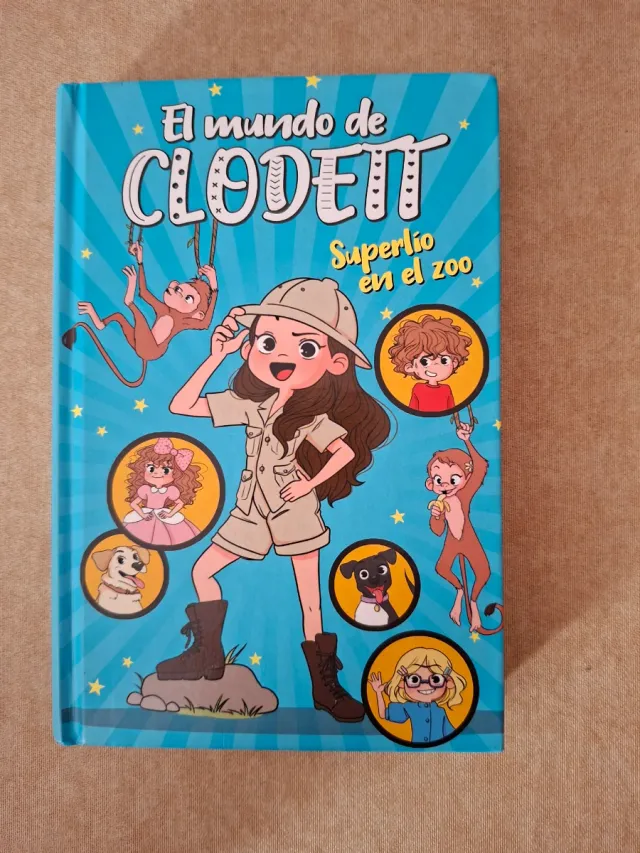 El mundo de
CLODETT
Superlío
en el zoo